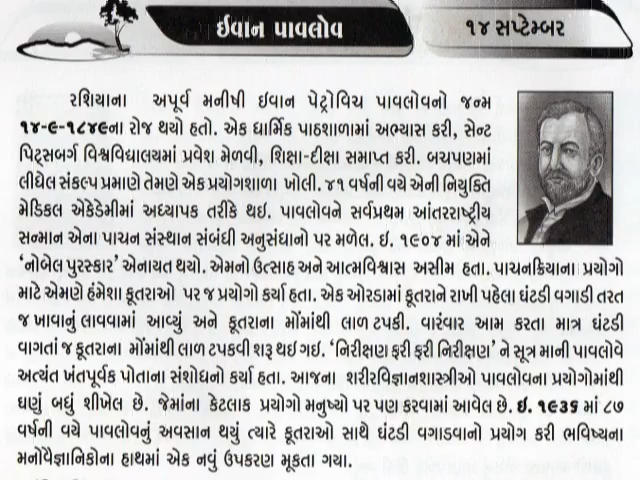 ઈવાન પાવલોવ
૧૪ સપ્ટેમ્બર
રશિયાના અપૂર્વ મનીષી ઈવાન પેટ્રોવિચ પાવલોવનો જન્મ
૧૪-૯-૧૮૪૯ના રોજ થયો હતો. એક ધાર્મિક પાઠશાળામાં અભ્યાસ કરી, સેન્ટ
પિટ્સબર્ગ વિશ્વવિદ્યાલયમાં પ્રવેશ મેળવી, શિક્ષા-દીક્ષા સમાપ્ત કરી. બચપણમાં
લીધેલ સંકલ્પ પ્રમાણે તેમણે એક પ્રયોગશાળા ખોલી. ૪૧ વર્ષની વયે એની નિયુક્તિ
મેડિકલ એકેડેમીમાં અધ્યાપક તરીકે થઇ. પાવલોવને સર્વપ્રથમ આંતરરાષ્ટ્રીય
સન્માન એના પાચન સંસ્થાન સંબંધી અનુસંધાનો પર મળેલ. ઇ. ૧૯૦૪ માં એને
‘નોબેલ પુરસ્કાર’ એનાયત થયો. એમનો ઉત્સાહ અને આત્મવિશ્વાસ અસીમ હતા. પાચનક્રિયાના પ્રયોગો
માટે એમણે હંમેશા કૂતરાઓ પર જ પ્રયોગો કર્યા હતા. એક ઓરડામાં કૂતરાને રાખી પહેલા ઘંટડી વગાડી તરત
જ ખાવાનું લાવવામાં આવ્યું અને કૂતરાના મોંમાંથી લાળ ટપકી. વારંવાર આમ કરતા માત્ર ઘંટડી
વાગતાં જ કૂતરાના મોંમાંથી લાળ ટપકવી શરૂ થઇ ગઇ. ‘નિરીક્ષણ ફરી ફરી નિરીક્ષણ’ ને સૂત્ર માની પાવલોવે
અત્યંત ખંતપૂર્વક પોતાના સંશોધનો કર્યા હતા. આજના શરીરવિજ્ઞાનશાસ્ત્રીઓ પાવલોવના પ્રયોગોમાંથી
ઘણું બધું શીખેલ છે. જેમાંના કેટલાક પ્રયોગો મનુષ્યો પર પણ કરવામાં આવેલ છે. ઇ. ૧૯૩૬ માં ૮૭
વર્ષની વયે પાવલોવનું અવસાન થયું ત્યારે કૂતરાઓ સાથે ઘંટડી વગાડવાનો પ્રયોગ કરી ભવિષ્યના
મનોવૈજ્ઞાનિકોના હાથમાં એક નવું ઉપકરણ મૂકતા ગયા.